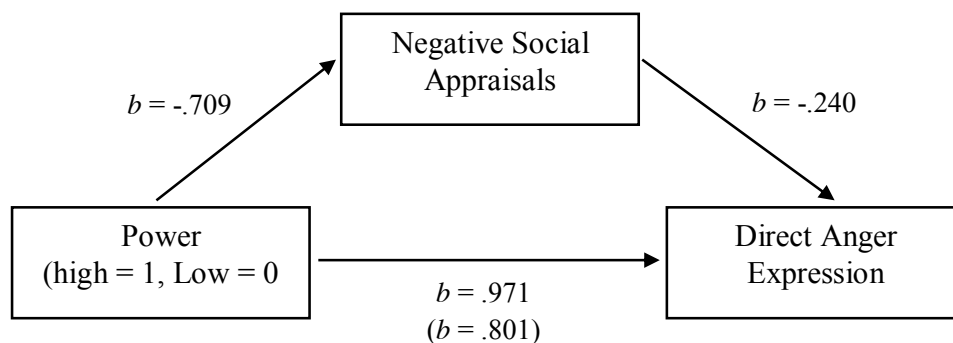 Negative Social
Appraisals
b = -.709
b = -.240
Power
(high = 1, Low = 0
Direct Anger
Expression
b = .971
(b = .801)